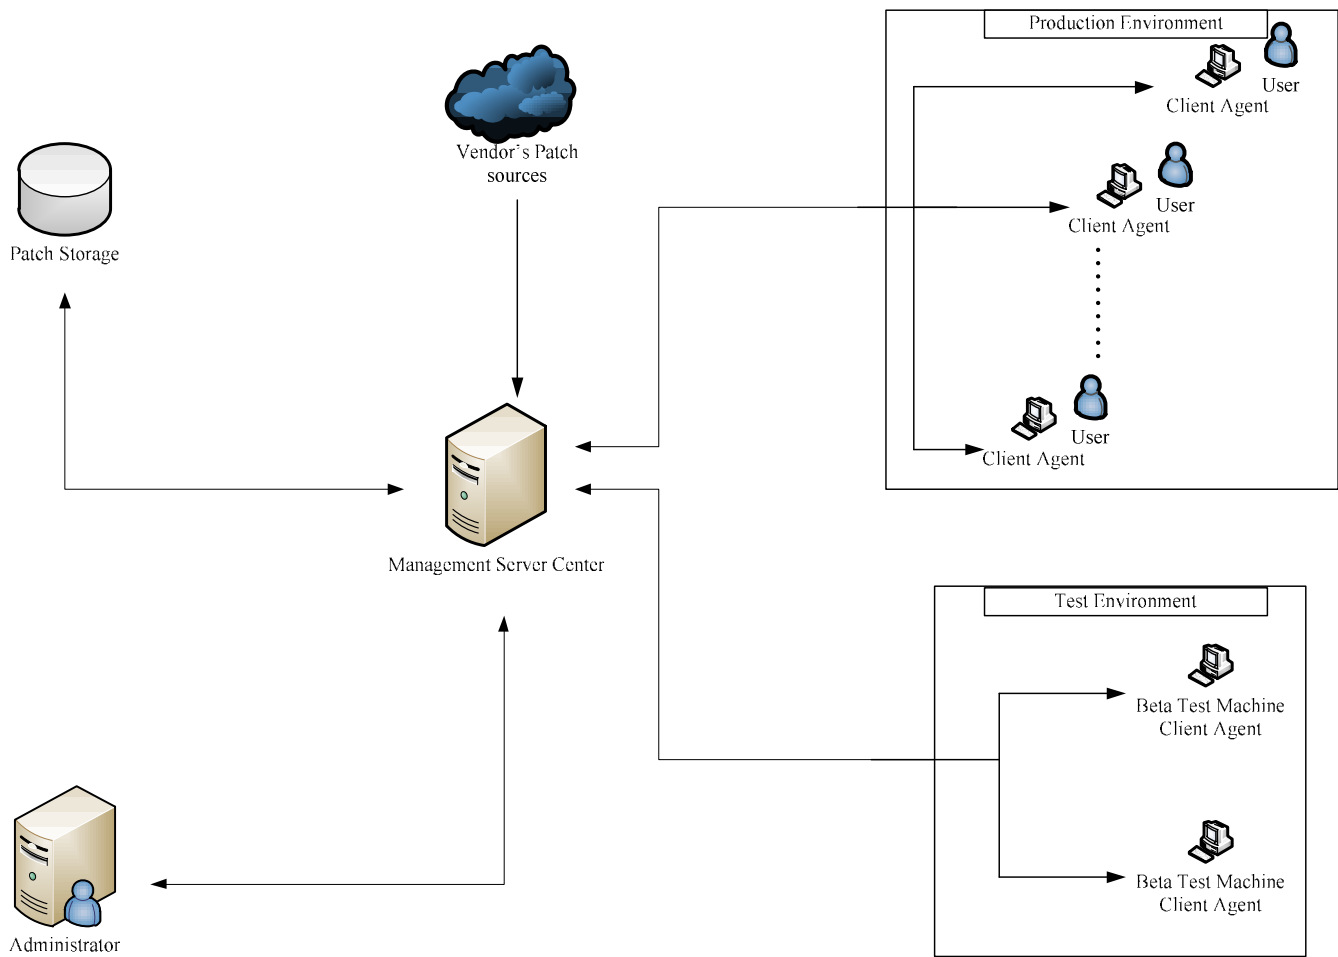 Production Environment
User
Client Agent
Vendor's Patch
sources
User
Client Agent
Patch Storage
User
Client Agent
Management Server Center
Test Environment
Beta Test Machine
Client Agent
Beta Test Machine
Client Agent
Administrator